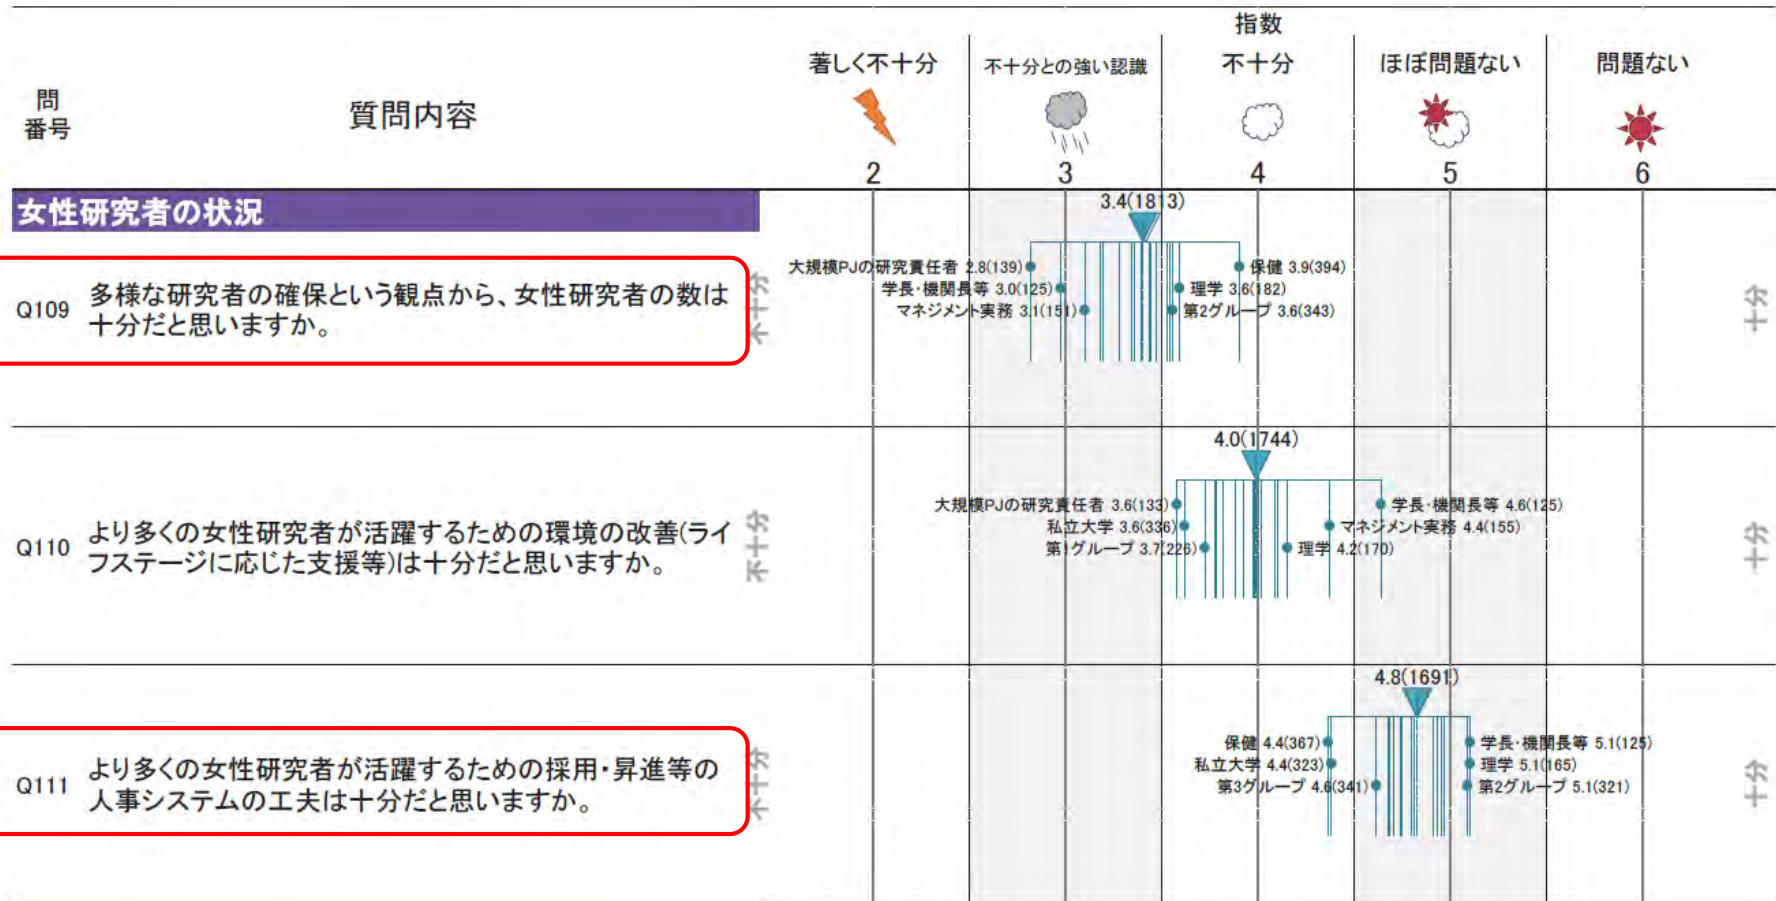 指数
著しく不十分
不十分との強い認識
不十分
ほぼ問題ない
問題ない
問
番号
質問内容
2
3
4
5
6
女性研究者の状況
3.4(1813)
Q109
多様な研究者の確保という観点から、女性研究者の数は
十分だと思いますか。
不十分
大規模PJの研究責任者 2.8(139)
学長・機関長等 3.0(125)
マネジメント実務 3.1(151)
保健 3.9(394)
理学 3.6(182)
第2グループ 3.6(343)
十分
4.0(1744)
Q110
より多くの女性研究者が活躍するための環境の改善(ライ
フステージに応じた支援等)は十分だと思いますか。
不十分
大規模PJの研究責任者 3.6(133)
私立大学 3.6(336)
第1グループ 3.7(226)
学長・機関長等 4.6(125)
マネジメント実務 4.4(155)
理学 4.2(170)
十分
4.8(1691)
Q111
より多くの女性研究者が活躍するための採用・昇進等の
人事システムの工夫は十分だと思いますか。
不十分
保健 4.4(367)
私立大学 4.4(323)
第3グループ 4.6(341)
学長・機関長等 5.1(125)
理学 5.1(165)
第2グループ 5.1(321)
十分